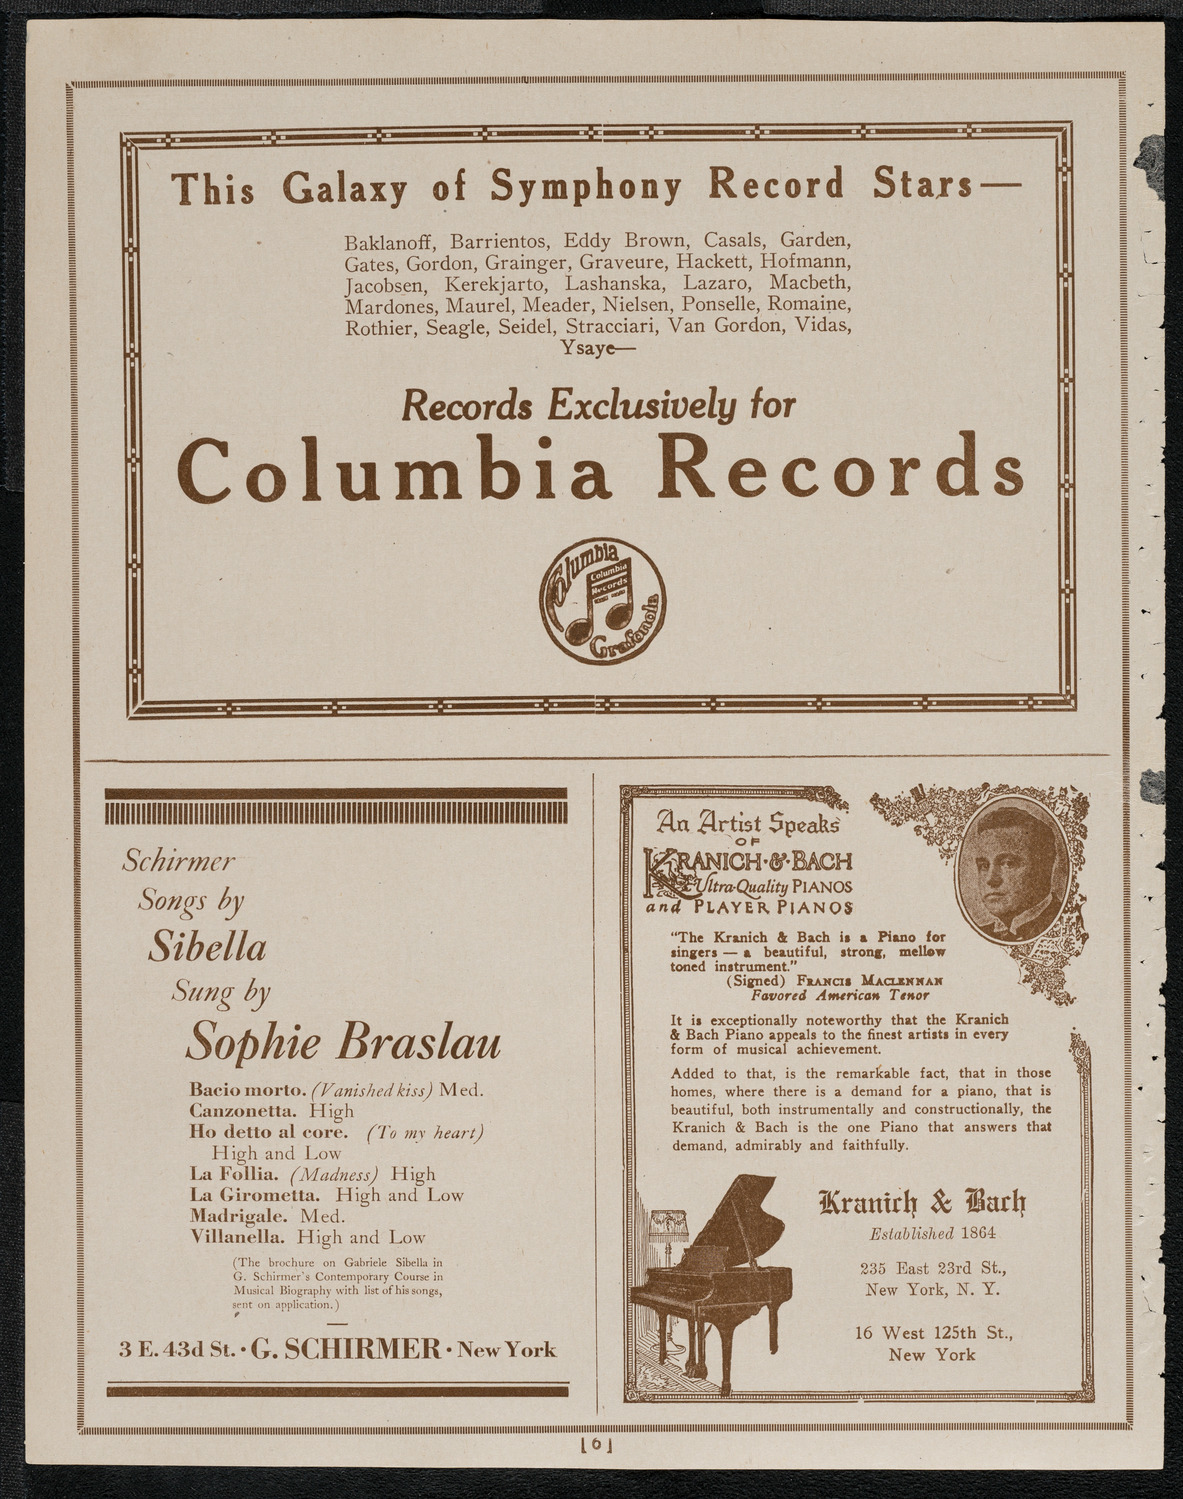 This Galaxy of Symphony Record Stars—
Baklanoff, Barrientos, Eddy Brown, Casals, Garden,
Gates, Gordon, Grainger, Graveure, Hackett, Hofmann,
Jacobsen, Kerekjarto, Lashanska, Lazaro, Macbeth,
Mardones, Maurel, Meader, Nielsen, Ponselle, Romaine,
Rothier, Seagle, Seidel, Stracciari, Van Gordon, Vidas,
Ysaye—
Records Exclusively for
Columbia Records
Columbia
Columbia
Records
Grafonola
Schirmer
Songs by
Sibella
Sung by
Sophie Braslau
Bacio morto. (Vanished kiss) Med.
Canzonetta. High
Ho detto al core. (To my heart)
High and Low
La Follia. (Madness) High
La Girometta. High and Low
Madrigale. Med.
Villanella. High and Low
(The brochure on Gabriele Sibella in
G. Schirmer's Contemporary Course in
Musical Biography with list of his songs,
sent on application.)
3 E. 43d St. · G. SCHIRMER · New York
An Artist Speaks
OF
KRANICH·&·BACH
Ultra-Quality PIANOS
and PLAYER PIANOS
"The Kranich & Bach is a Piano for
singers — a beautiful, strong, mellow
toned instrument."
(Signed) FRANCIS MACLENNAN
Favored American Tenor
It is exceptionally noteworthy that the Kranich
& Bach Piano appeals to the finest artists in every
form of musical achievement.
Added to that, is the remarkable fact, that in those
homes, where there is a demand for a piano, that is
beautiful, both instrumentally and constructionally, the
Kranich & Bach is the one Piano that answers that
demand, admirably and faithfully.
Kranich & Bach
Established 1864
235 East 23rd St.,
New York, N. Y.
16 West 125th St.,
New York
[6]